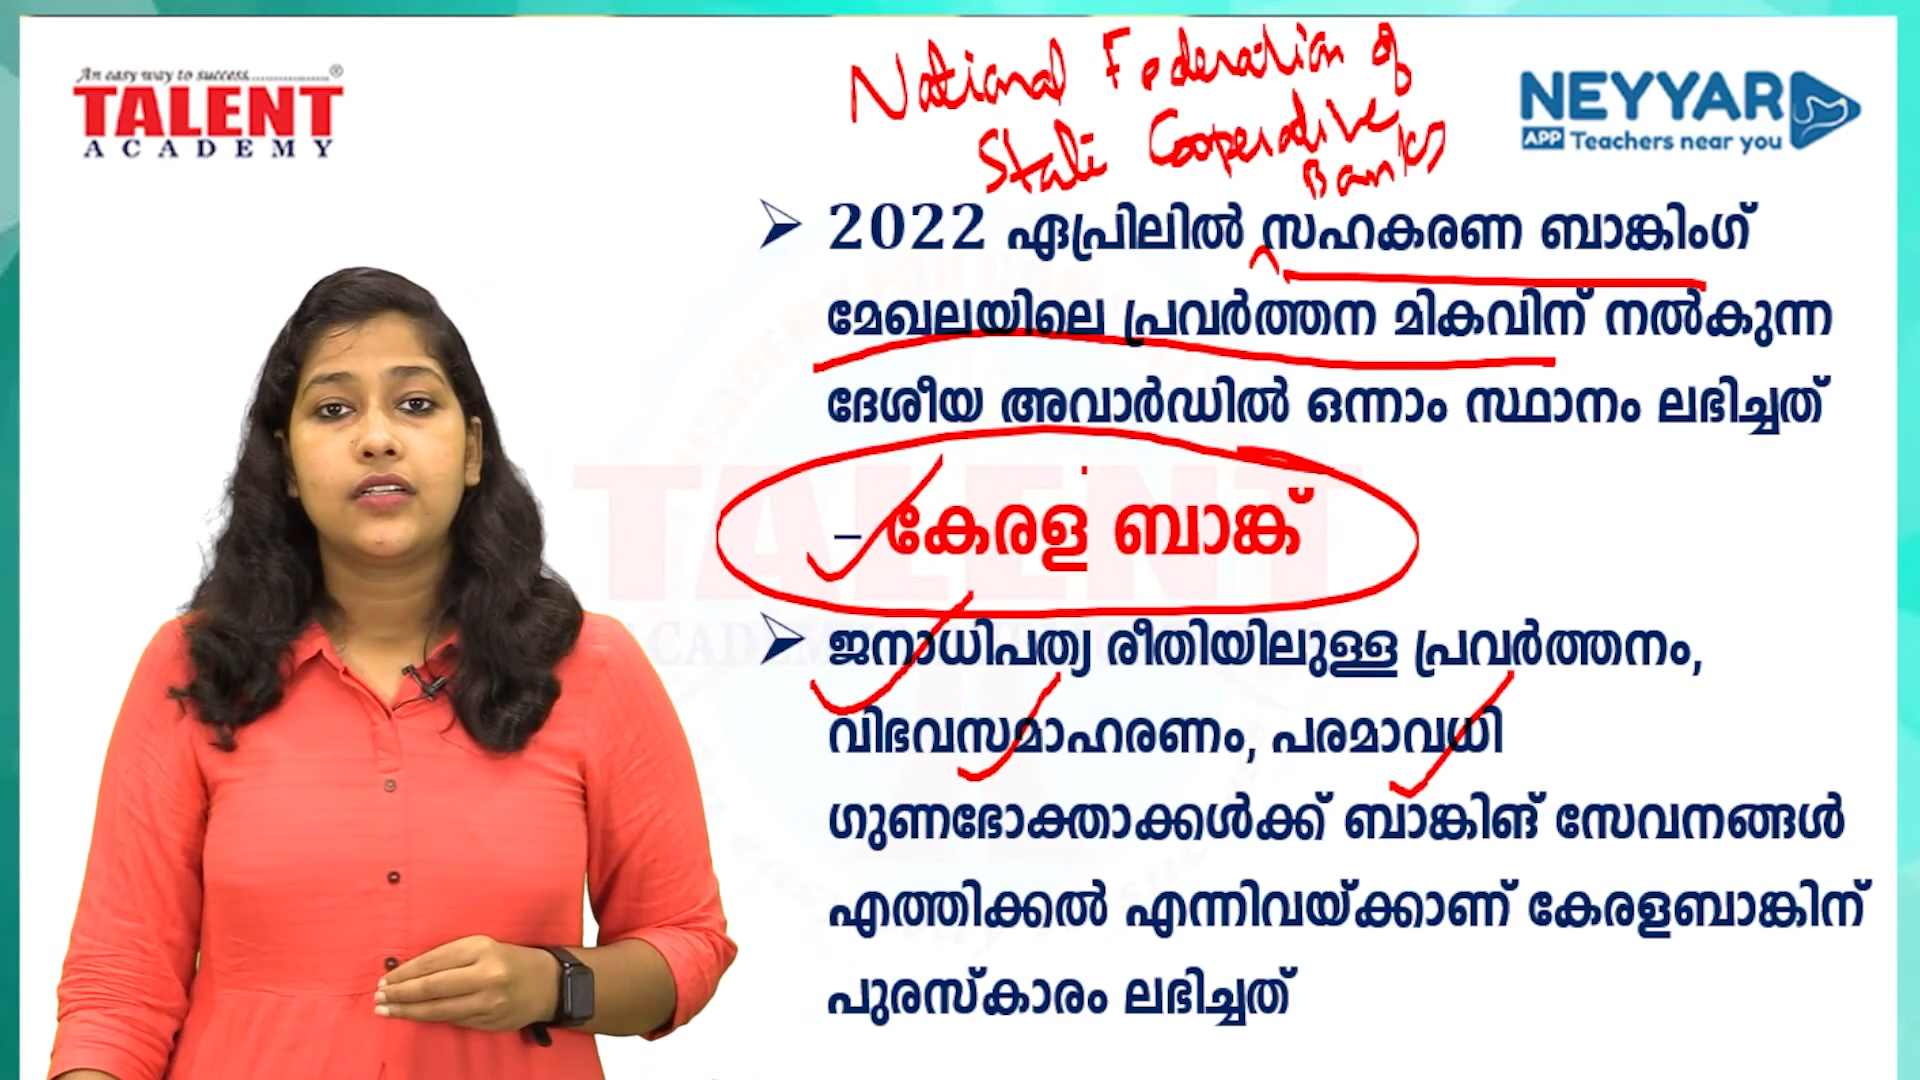 An easy way to success..................®
TALENT
ACADEMY
National Federation of
State Cooperative
Banks
NEYYAR
APP Teachers near you
➢ 2022 ഏപ്രിലിൽ സഹകരണ ബാങ്കിംഗ്
മേഖലയിലെ പ്രവർത്തന മികവിന് നൽകുന്ന
ദേശീയ അവാർഡിൽ ഒന്നാം സ്ഥാനം ലഭിച്ചത്
– കേരള ബാങ്ക്
➢ ജനാധിപത്യ രീതിയിലുള്ള പ്രവർത്തനം,
വിഭവസമാഹരണം, പരമാവധി
ഗുണഭോക്താക്കൾക്ക് ബാങ്കിങ് സേവനങ്ങൾ
എത്തിക്കൽ എന്നിവയ്ക്കാണ് കേരളബാങ്കിന്
പുരസ്കാരം ലഭിച്ചത്
TALENT